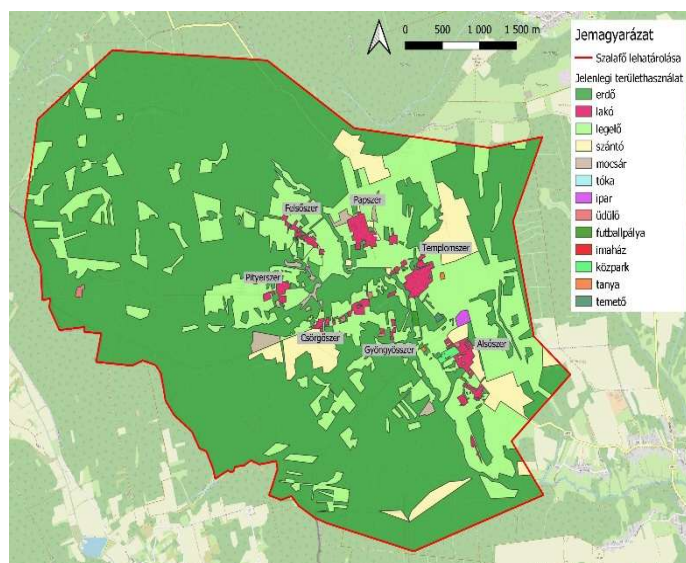 0 500 1 000 1 500 m
Jemagyarázat
Szalafő lehatárolása
Jelenlegi területhasználat
erdő
lakó
legelő
szántó
mocsár
tóka
ipar
üdülő
futballpálya
imaház
közpark
tanya
temető
Felsőszer
Papszer
Templomszer
Pityerszer
Csörgőszer
Gyöngyösszer
Alsószer